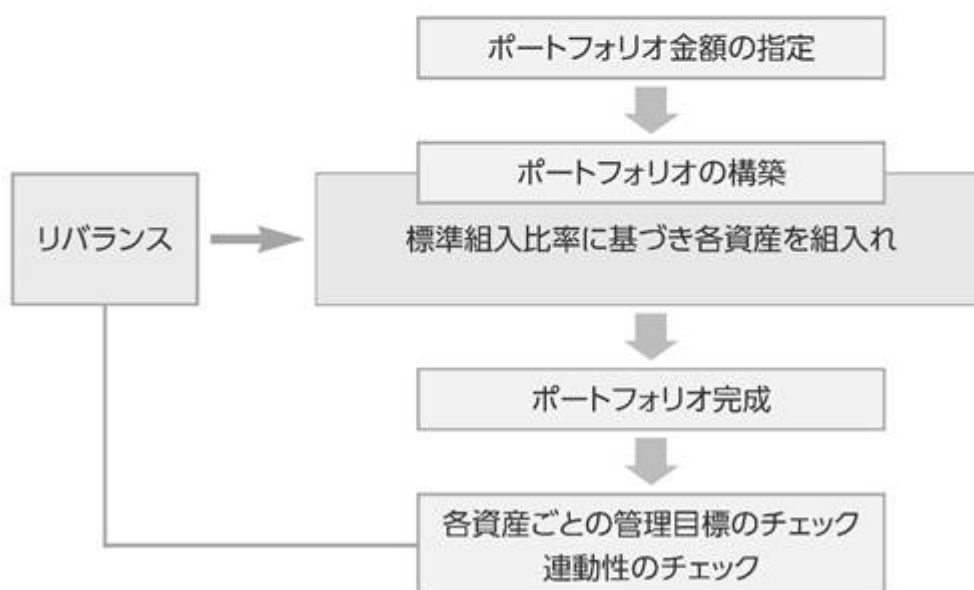 ポートフォリオ金額の指定
ポートフォリオの構築
リバランス
標準組入比率に基づき各資産を組入れ
ポートフォリオ完成
各資産ごとの管理目標のチェック
連動性のチェック